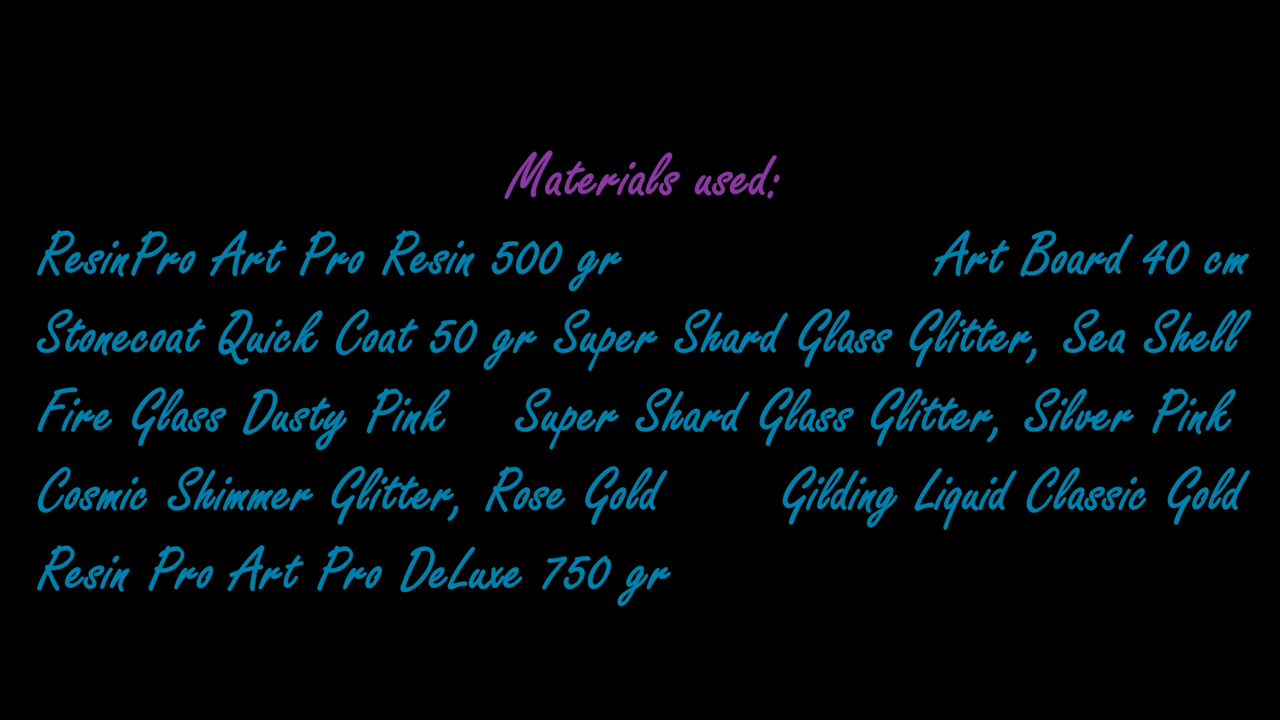 Materials used:
ResinPro Art Pro Resin 500 gr Art Board 40 cm
Stonecoat Quick Coat 50 gr Super Shard Glass Glitter, Sea Shell
Fire Glass Dusty Pink Super Shard Glass Glitter, Silver Pink
Cosmic Shimmer Glitter, Rose Gold Gilding Liquid Classic Gold
Resin Pro Art Pro DeLuxe 750 gr